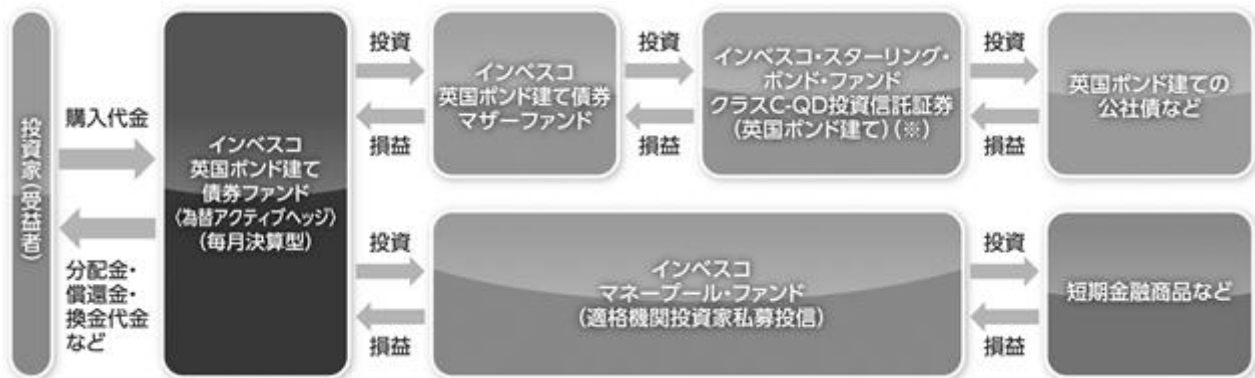 投資家(受益者)
購入代金
分配金・
償還金・
換金代金
など
インベスコ
英国ポンド建て
債券ファンド
(為替アクティブヘッジ)
(毎月決算型)
投資
損益
インベスコ
英国ポンド建て債券
マザーファンド
投資
損益
インベスコ・スターリング・
ボンド・ファンド
クラスC-QD投資信託証券
(英国ポンド建て)(※)
投資
損益
英国ポンド建ての
公社債など
投資
損益
インベスコ
マネープール・ファンド
(適格機関投資家私募投信)
投資
損益
短期金融商品など